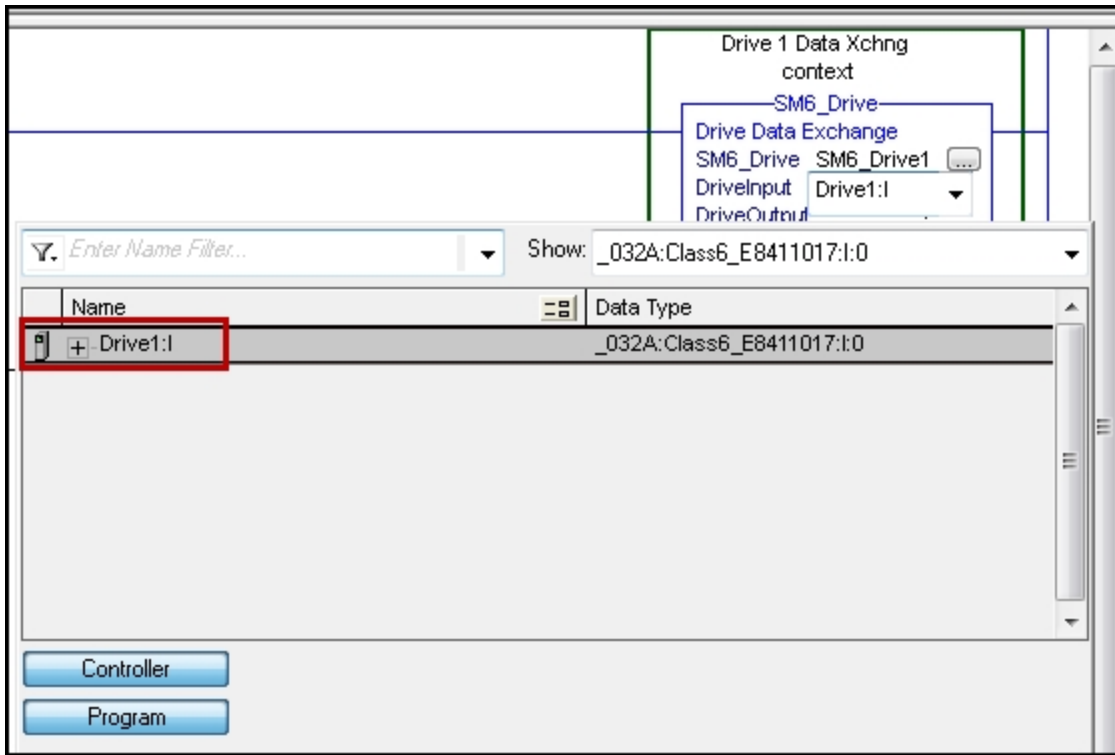 Drive 1 Data Xchng
context
SM6_Drive
Drive Data Exchange
SM6_Drive SM6_Drive1 ...
DriveInput Drive1:I
DriveOutput
Enter Name Filter... Show: _032A:Class6_E8411017:I:0
Name Data Type
Drive1:I _032A:Class6_E8411017:I:0
Controller
Program